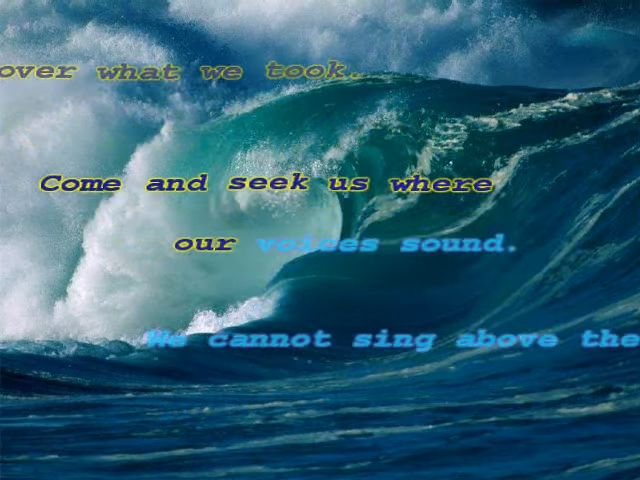 over what we took..
Come and seek us where
our voices sound.
We cannot sing above the